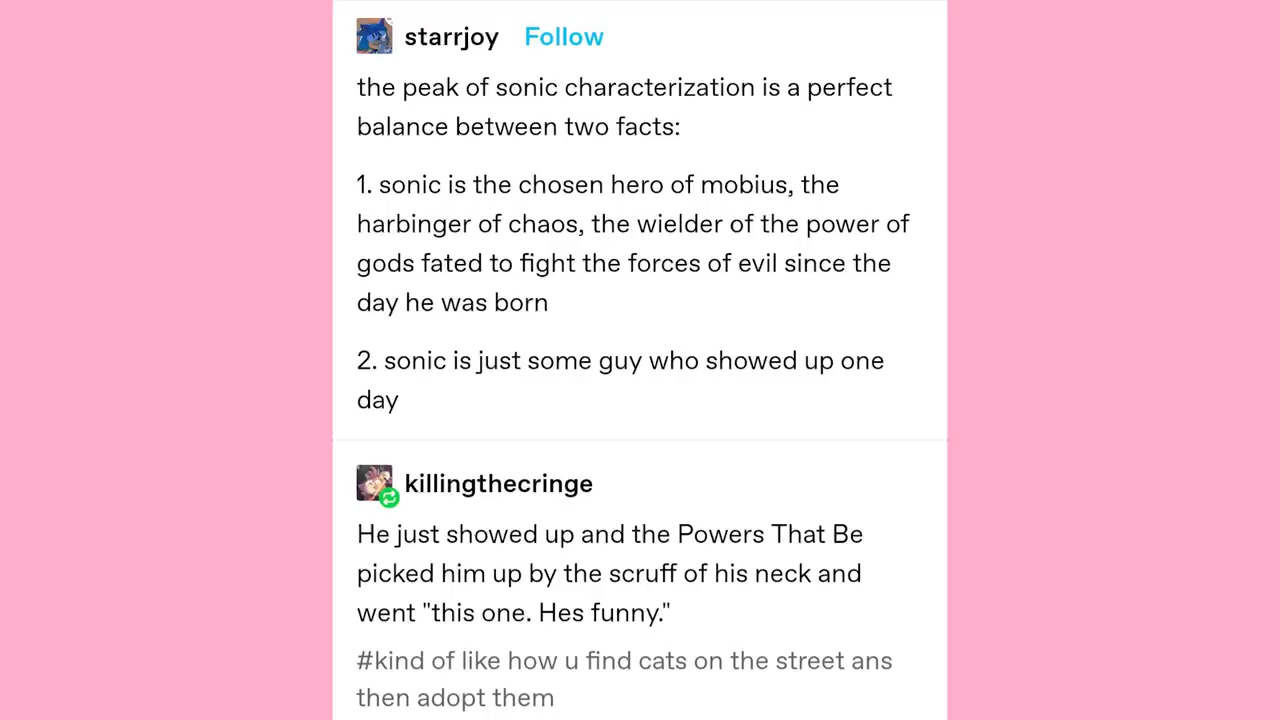 starrjoy Follow
the peak of sonic characterization is a perfect
balance between two facts:
1. sonic is the chosen hero of mobius, the
harbinger of chaos, the wielder of the power of
gods fated to fight the forces of evil since the
day he was born
2. sonic is just some guy who showed up one
day
killingthecringe
He just showed up and the Powers That Be
picked him up by the scruff of his neck and
went "this one. Hes funny."
#kind of like how u find cats on the street ans
then adopt them